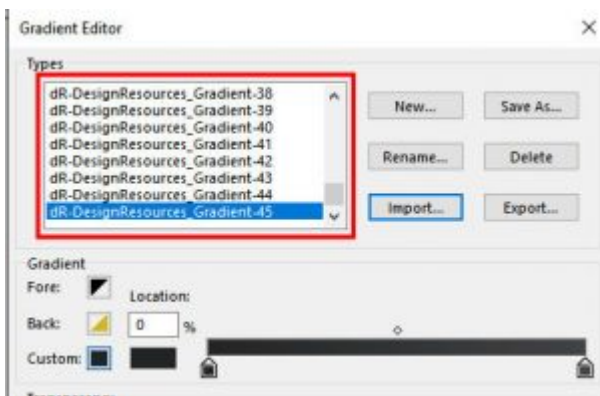 Gradient Editor
Types
dR-DesignResources_Gradient-38
dR-DesignResources_Gradient-39
dR-DesignResources_Gradient-40
dR-DesignResources_Gradient-41
dR-DesignResources_Gradient-42
dR-DesignResources_Gradient-43
dR-DesignResources_Gradient-44
dR-DesignResources_Gradient-45
New... Save As...
Rename... Delete
Import... Export...
Gradient
Fore:
Location:
Back: 0 %
Custom: